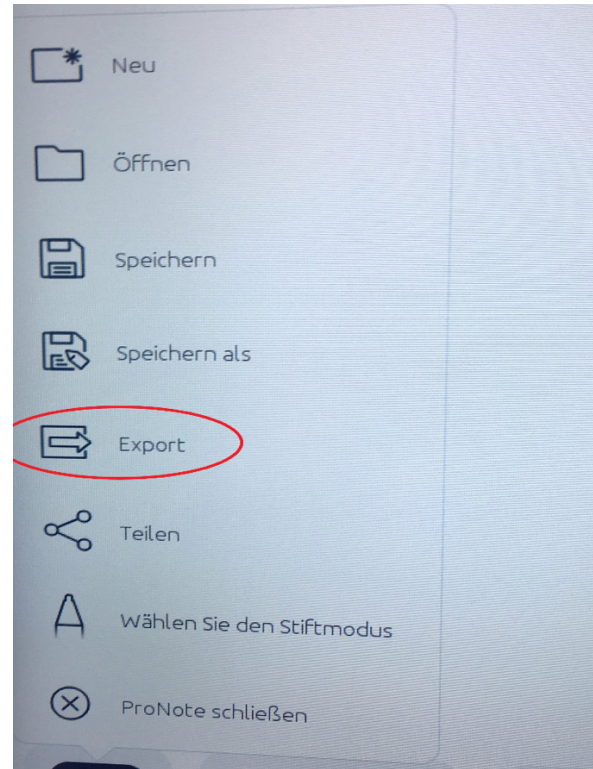 Neu
Öffnen
Speichern
Speichern als
Export
Teilen
Wählen Sie den Stiftmodus
ProNote schließen